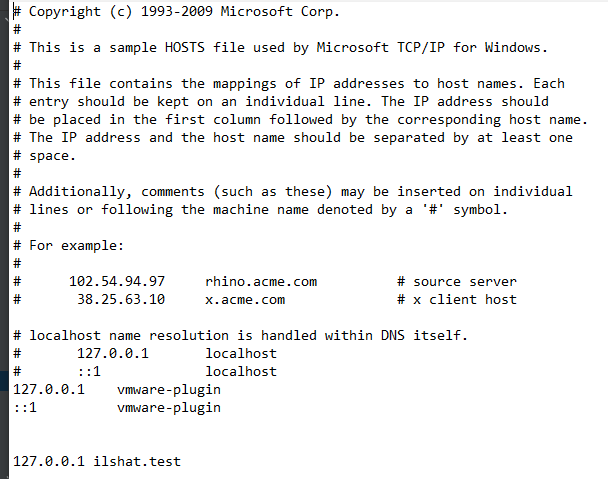 # Copyright (c) 1993-2009 Microsoft Corp.
#
# This is a sample HOSTS file used by Microsoft TCP/IP for Windows.
#
# This file contains the mappings of IP addresses to host names. Each
# entry should be kept on an individual line. The IP address should
# be placed in the first column followed by the corresponding host name.
# The IP address and the host name should be separated by at least one
# space.
#
# Additionally, comments (such as these) may be inserted on individual
# lines or following the machine name denoted by a '#' symbol.
#
# For example:
#
#      102.54.94.97     rhino.acme.com          # source server
#       38.25.63.10     x.acme.com              # x client host

# localhost name resolution is handled within DNS itself.
#       127.0.0.1       localhost
#       ::1             localhost
127.0.0.1    vmware-plugin
::1          vmware-plugin


127.0.0.1 ilshat.test